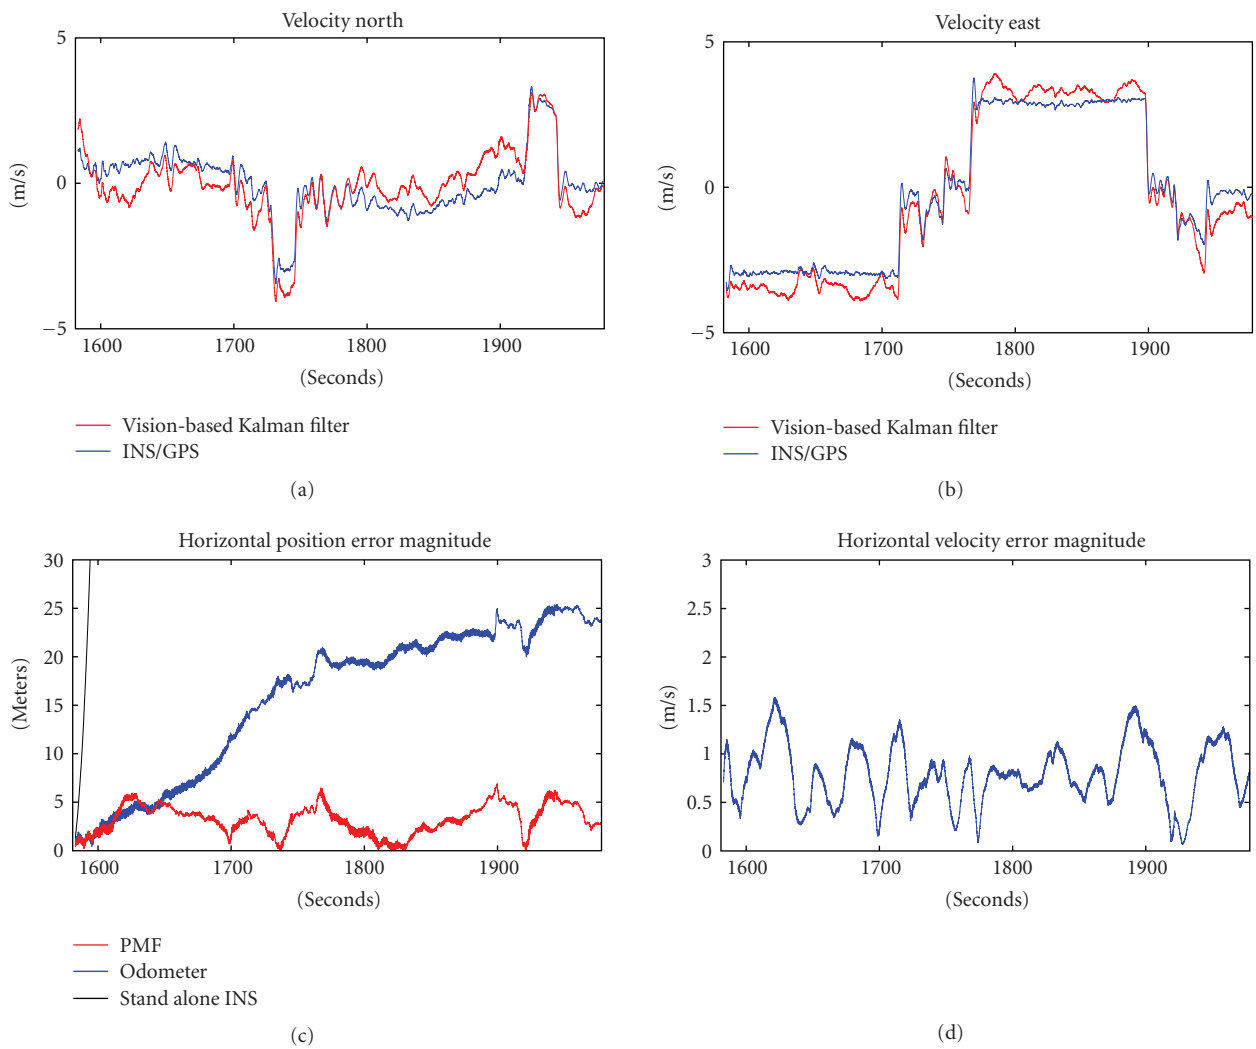 Velocity north
5
0
−5
(m/s)
1600 1700 1800 1900
(Seconds)
Vision-based Kalman filter
INS/GPS
(a)
Velocity east
5
0
−5
(m/s)
1600 1700 1800 1900
(Seconds)
Vision-based Kalman filter
INS/GPS
(b)
Horizontal position error magnitude
30
25
20
15
10
5
0
(Meters)
1600 1700 1800 1900
(Seconds)
PMF
Odometer
Stand alone INS
(c)
Horizontal velocity error magnitude
3
2.5
2
1.5
1
0.5
0
(m/s)
1600 1700 1800 1900
(Seconds)
(d)